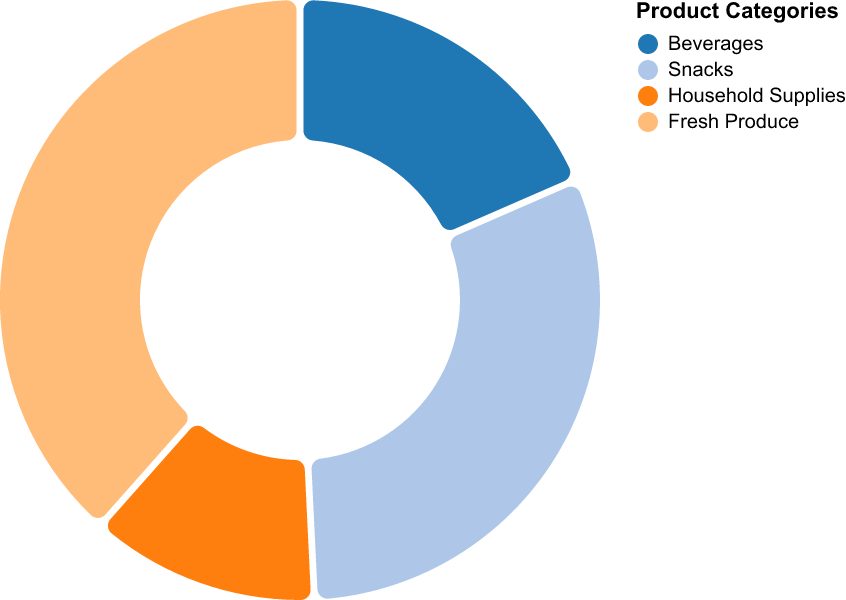 Product Categories
Beverages
Snacks
Household Supplies
Fresh Produce